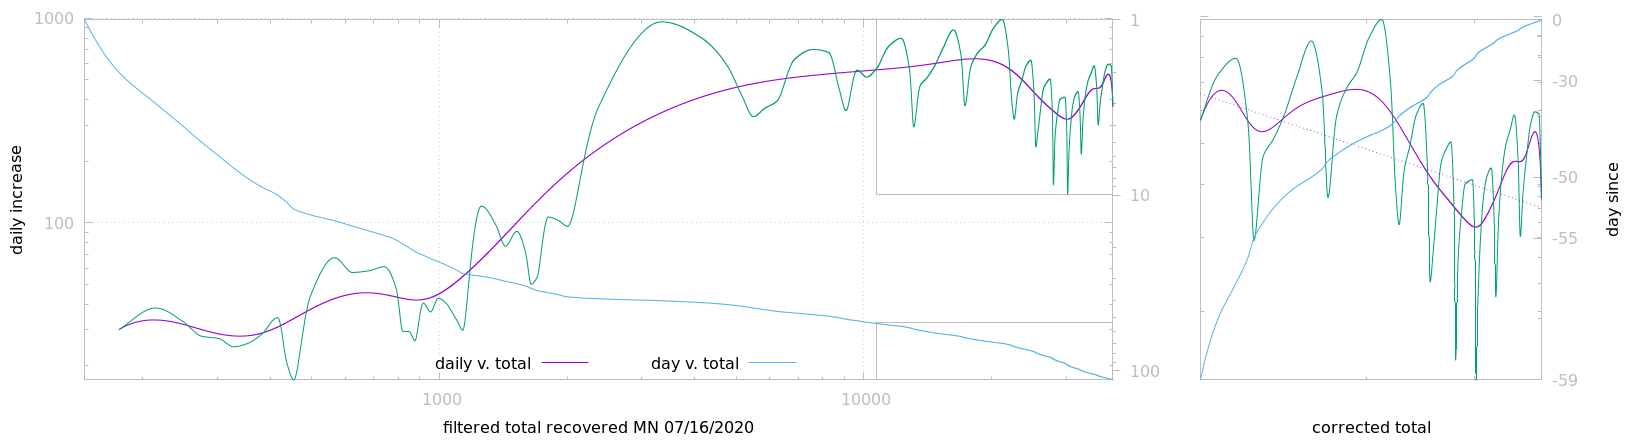 1000
100
daily increase
1000
10000
filtered total recovered MN 07/16/2020
daily v. total
day v. total
1
10
100
0
-30
-50
-55
-59
day since
corrected total